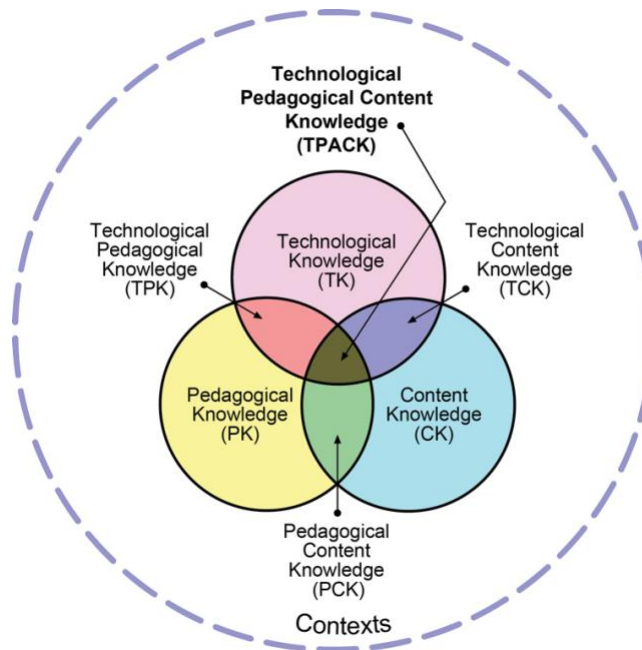 Technological
Pedagogical Content
Knowledge
(TPACK)
Technological
Pedagogical
Knowledge
(TPK)
Technological
Knowledge
(TK)
Technological
Content
Knowledge
(TCK)
Pedagogical
Knowledge
(PK)
Content
Knowledge
(CK)
Pedagogical
Content
Knowledge
(PCK)
Contexts